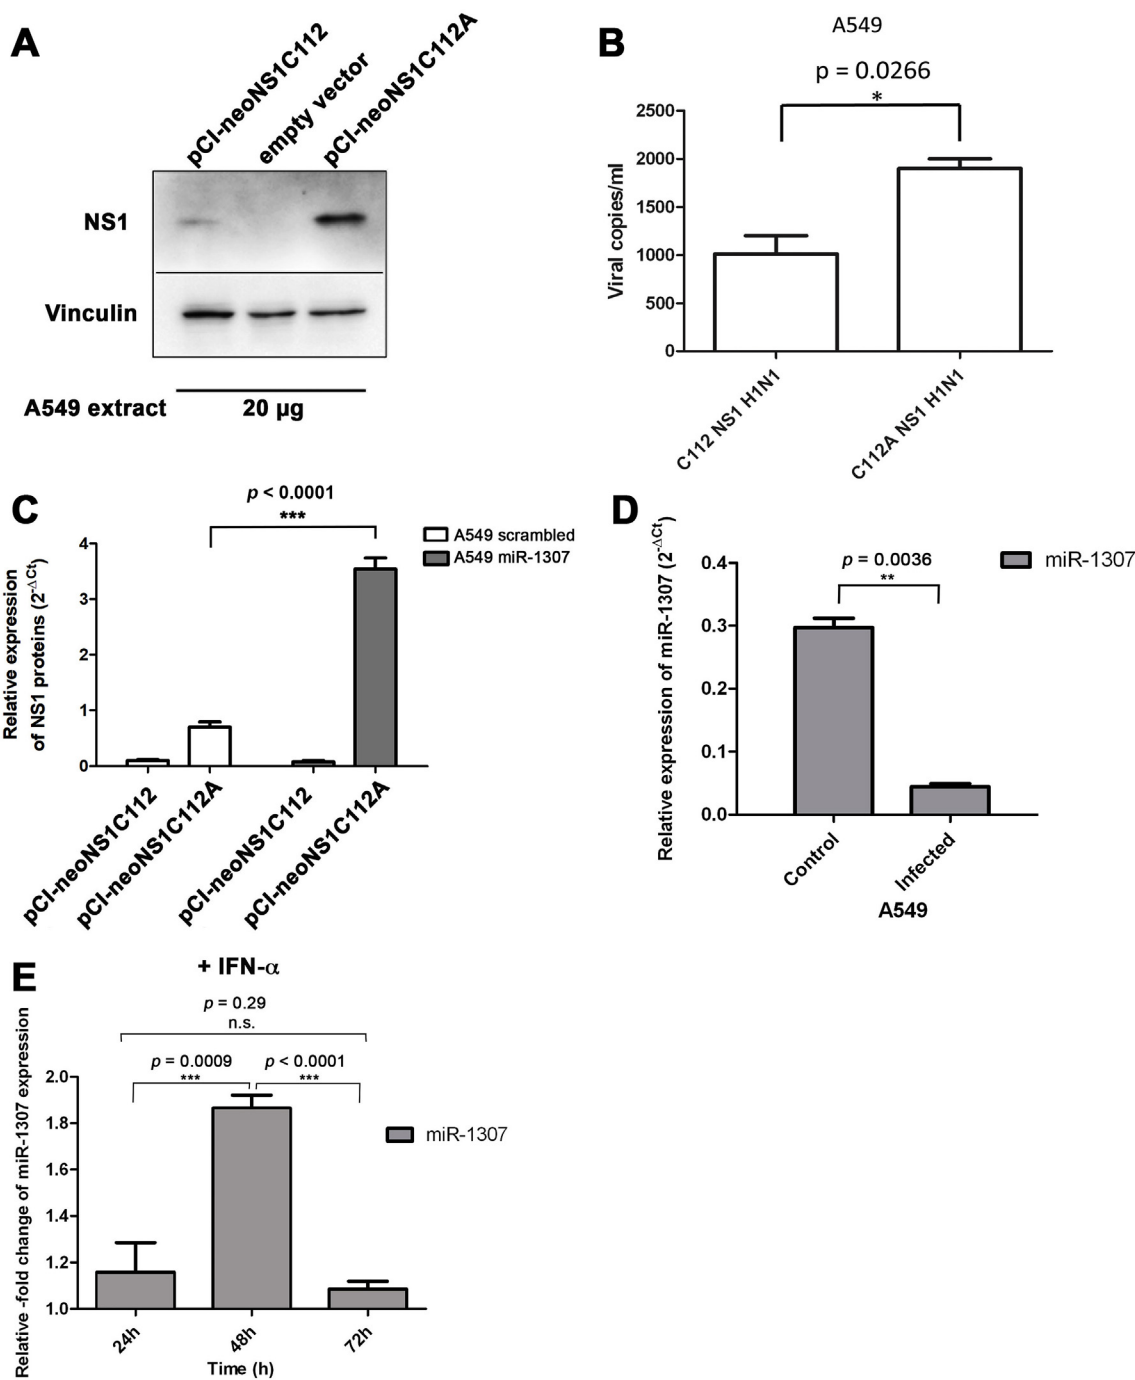 A
pCI-neoNS1C112
empty vector
pCI-neoNS1C112A
NS1
Vinculin
A549 extract
20 µg
B
A549
p = 0.0266
*
Viral copies/ml
2500
2000
1500
1000
500
0
C112 NS1 H1N1
C112A NS1 H1N1
C
p < 0.0001
***
A549 scrambled
A549 miR-1307
Relative expression
of NS1 proteins (2-ΔCt)
4
3
2
1
0
pCI-neoNS1C112
pCI-neoNS1C112A
pCI-neoNS1C112
pCI-neoNS1C112A
D
p = 0.0036
**
miR-1307
Relative expression of miR-1307 (2-ΔCt)
0.4
0.3
0.2
0.1
0.0
Control
Infected
A549
E
+ IFN-α
p = 0.29
n.s.
p = 0.0009
***
p < 0.0001
***
miR-1307
Relative -fold change of miR-1307 expression
2.0
1.8
1.6
1.4
1.2
1.0
24h
48h
72h
Time (h)